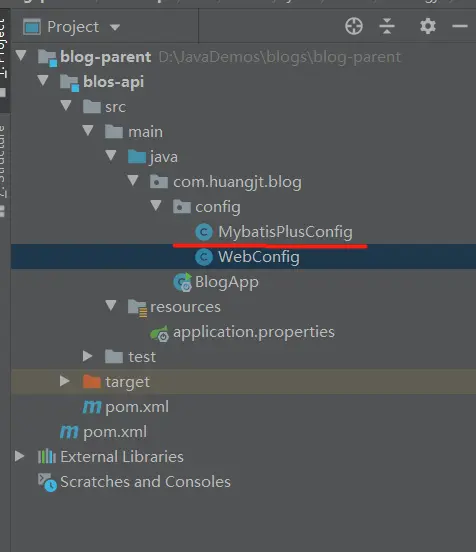 Project
blog-parent D:\JavaDemos\blogs\blog-parent
blos-api
src
main
java
com.huangjt.blog
config
MybatisPlusConfig
WebConfig
BlogApp
resources
application.properties
test
target
pom.xml
pom.xml
External Libraries
Scratches and Consoles
Z: Structure